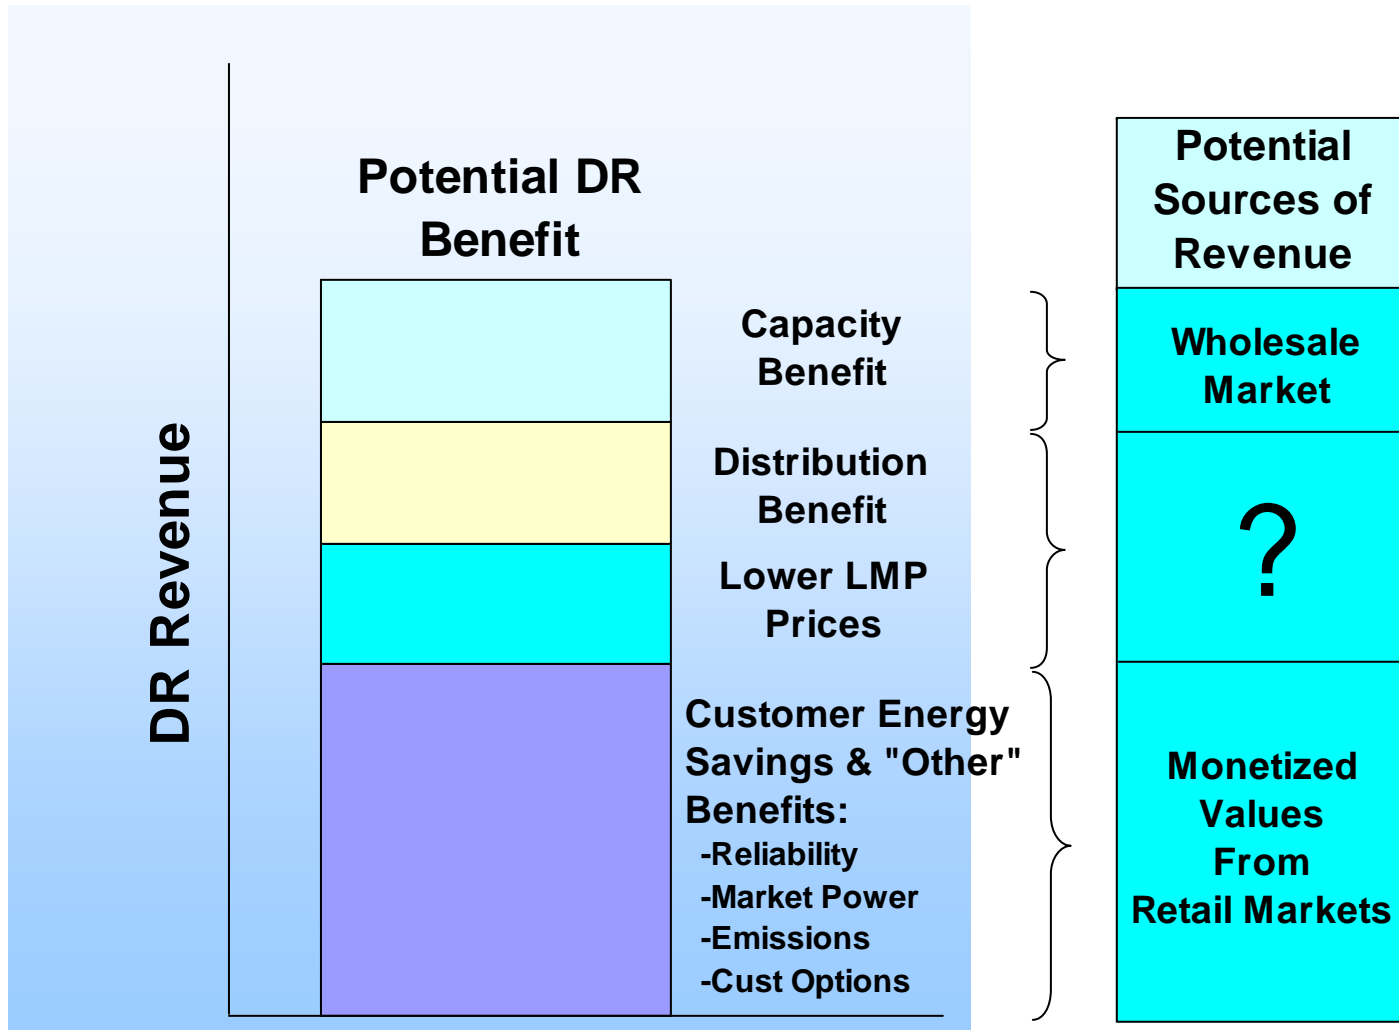 DR Revenue
Potential DR
Benefit
Capacity
Benefit
Distribution
Benefit
Lower LMP
Prices
Customer Energy
Savings & "Other"
Benefits:
-Reliability
-Market Power
-Emissions
-Cust Options
Potential
Sources of
Revenue
Wholesale
Market
?
Monetized
Values
From
Retail Markets